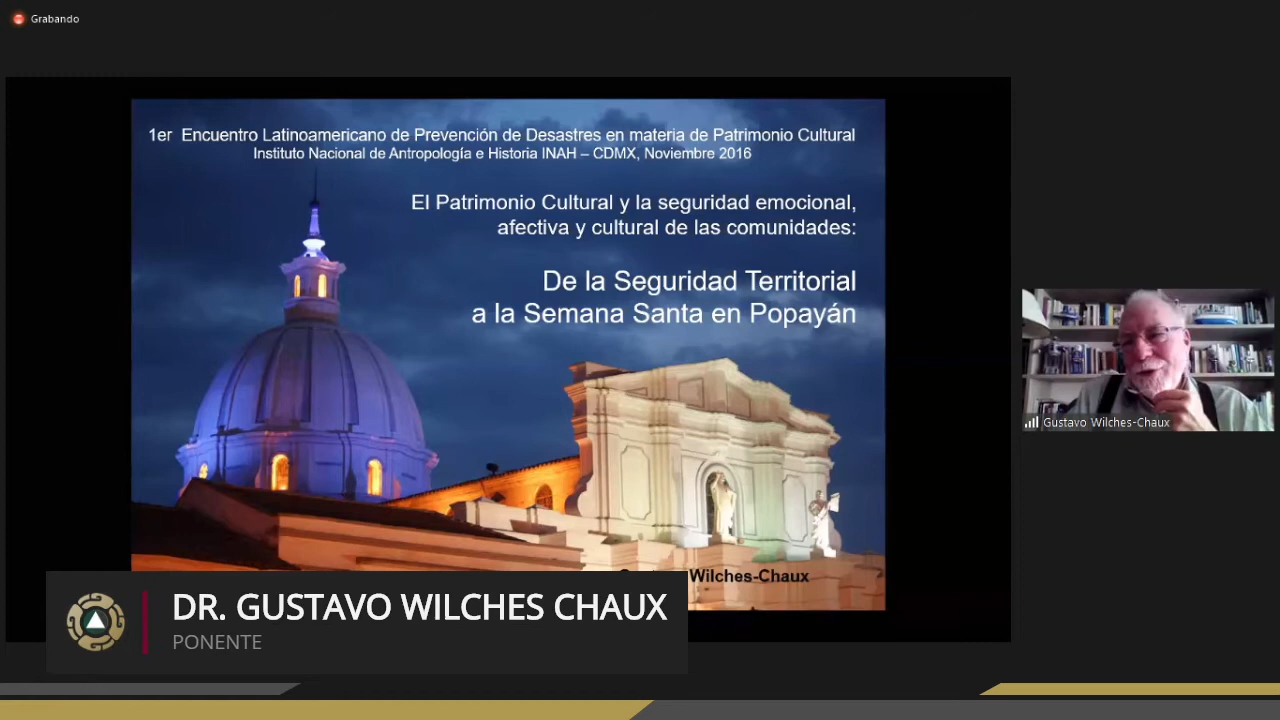 Grabando
1er Encuentro Latinoamericano de Prevención de Desastres en materia de Patrimonio Cultural
Instituto Nacional de Antropología e Historia INAH – CDMX, Noviembre 2016
El Patrimonio Cultural y la seguridad emocional,
afectiva y cultural de las comunidades:
De la Seguridad Territorial
a la Semana Santa en Popayán
Gustavo Wilches-Chaux
Wilches-Chaux
DR. GUSTAVO WILCHES CHAUX
PONENTE